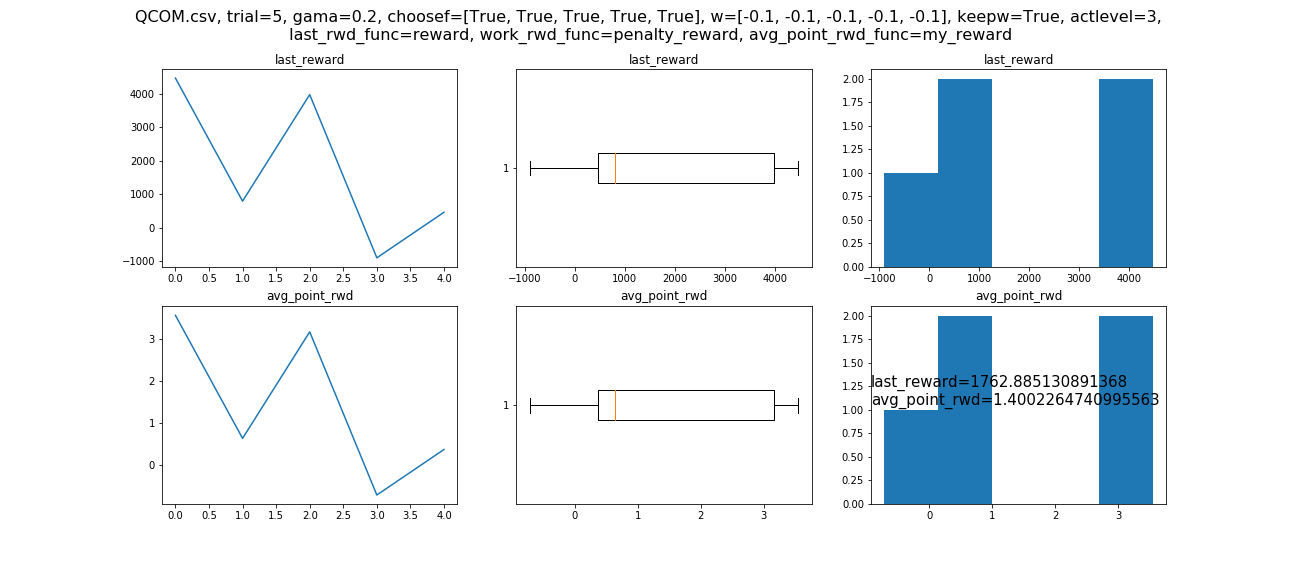 QCOM.csv, trial=5, gama=0.2, choosef=[True, True, True, True, True], w=[-0.1, -0.1, -0.1, -0.1, -0.1], keepw=True, actlevel=3,
last_rwd_func=reward, work_rwd_func=penalty_reward, avg_point_rwd_func=my_reward
last_reward
4000
3000
2000
1000
0
−1000
0.0 0.5 1.0 1.5 2.0 2.5 3.0 3.5 4.0
last_reward
1
−1000 0 1000 2000 3000 4000
last_reward
2.00
1.75
1.50
1.25
1.00
0.75
0.50
0.25
0.00
−1000 0 1000 2000 3000 4000
avg_point_rwd
3
2
1
0
0.0 0.5 1.0 1.5 2.0 2.5 3.0 3.5 4.0
avg_point_rwd
1
0 1 2 3
avg_point_rwd
2.00
1.75
1.50
1.25
1.00
0.75
0.50
0.25
0.00
0 1 2 3
last_reward=1762.885130891368
avg_point_rwd=1.4002264740995563